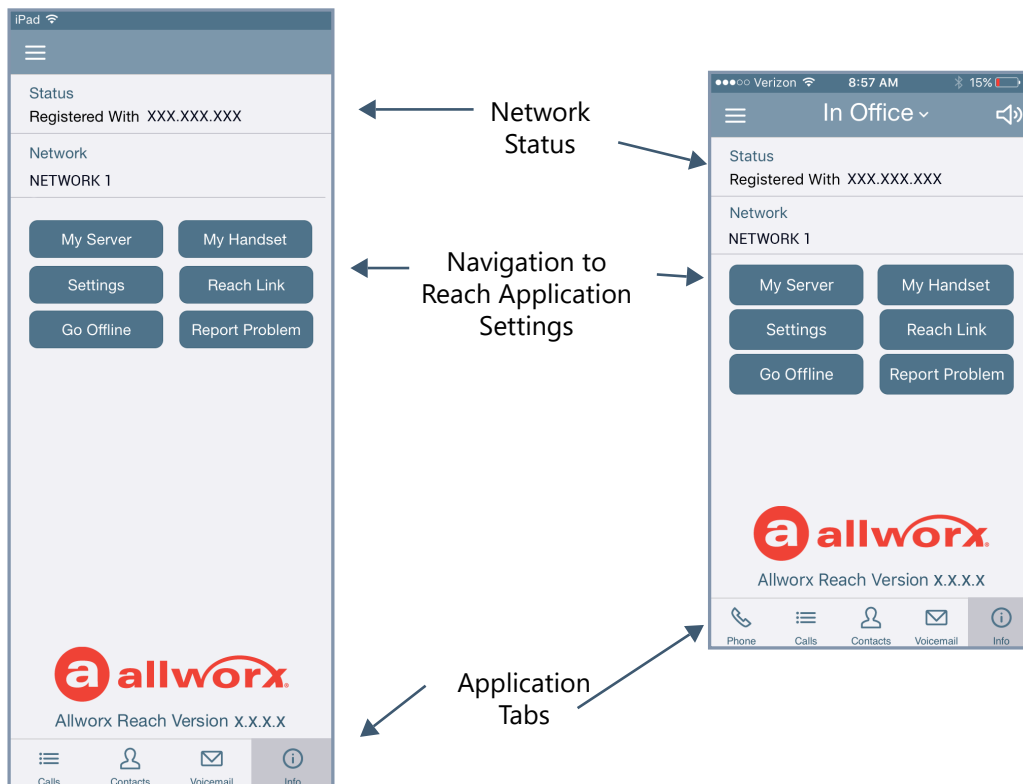 iPad
Status
Registered With XXX.XXX.XXX
Network
NETWORK 1
My Server My Handset
Settings Reach Link
Go Offline Report Problem
a allworx
Allworx Reach Version X.X.X.X
Calls Contacts Voicemail Info
Network
Status
Navigation to
Reach Application
Settings
Application
Tabs
Verizon 8:57 AM 15%
In Office
Status
Registered With XXX.XXX.XXX
Network
NETWORK 1
My Server My Handset
Settings Reach Link
Go Offline Report Problem
a allworx
Allworx Reach Version X.X.X.X
Phone Calls Contacts Voicemail Info